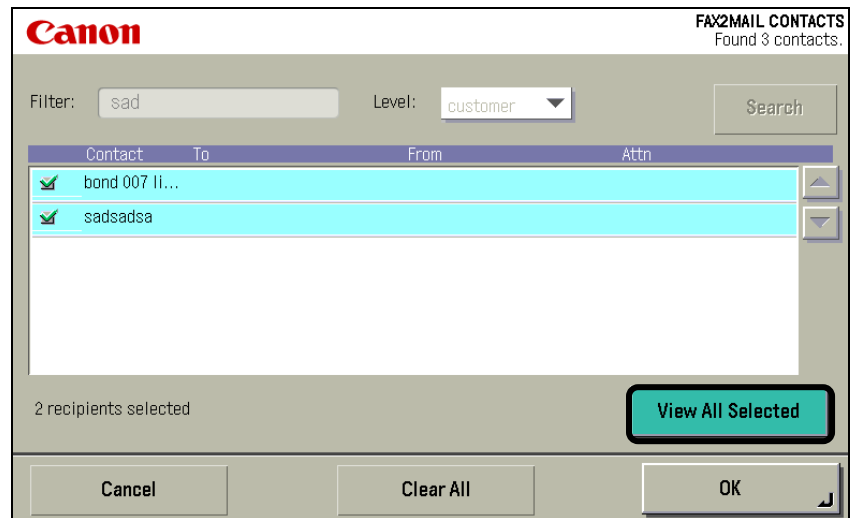 Canon
FAX2MAIL CONTACTS
Found 3 contacts.
Filter: sad Level: customer Search
Contact To From Attn
bond 007 li...
sadsadsa
2 recipients selected
View All Selected
Cancel Clear All OK